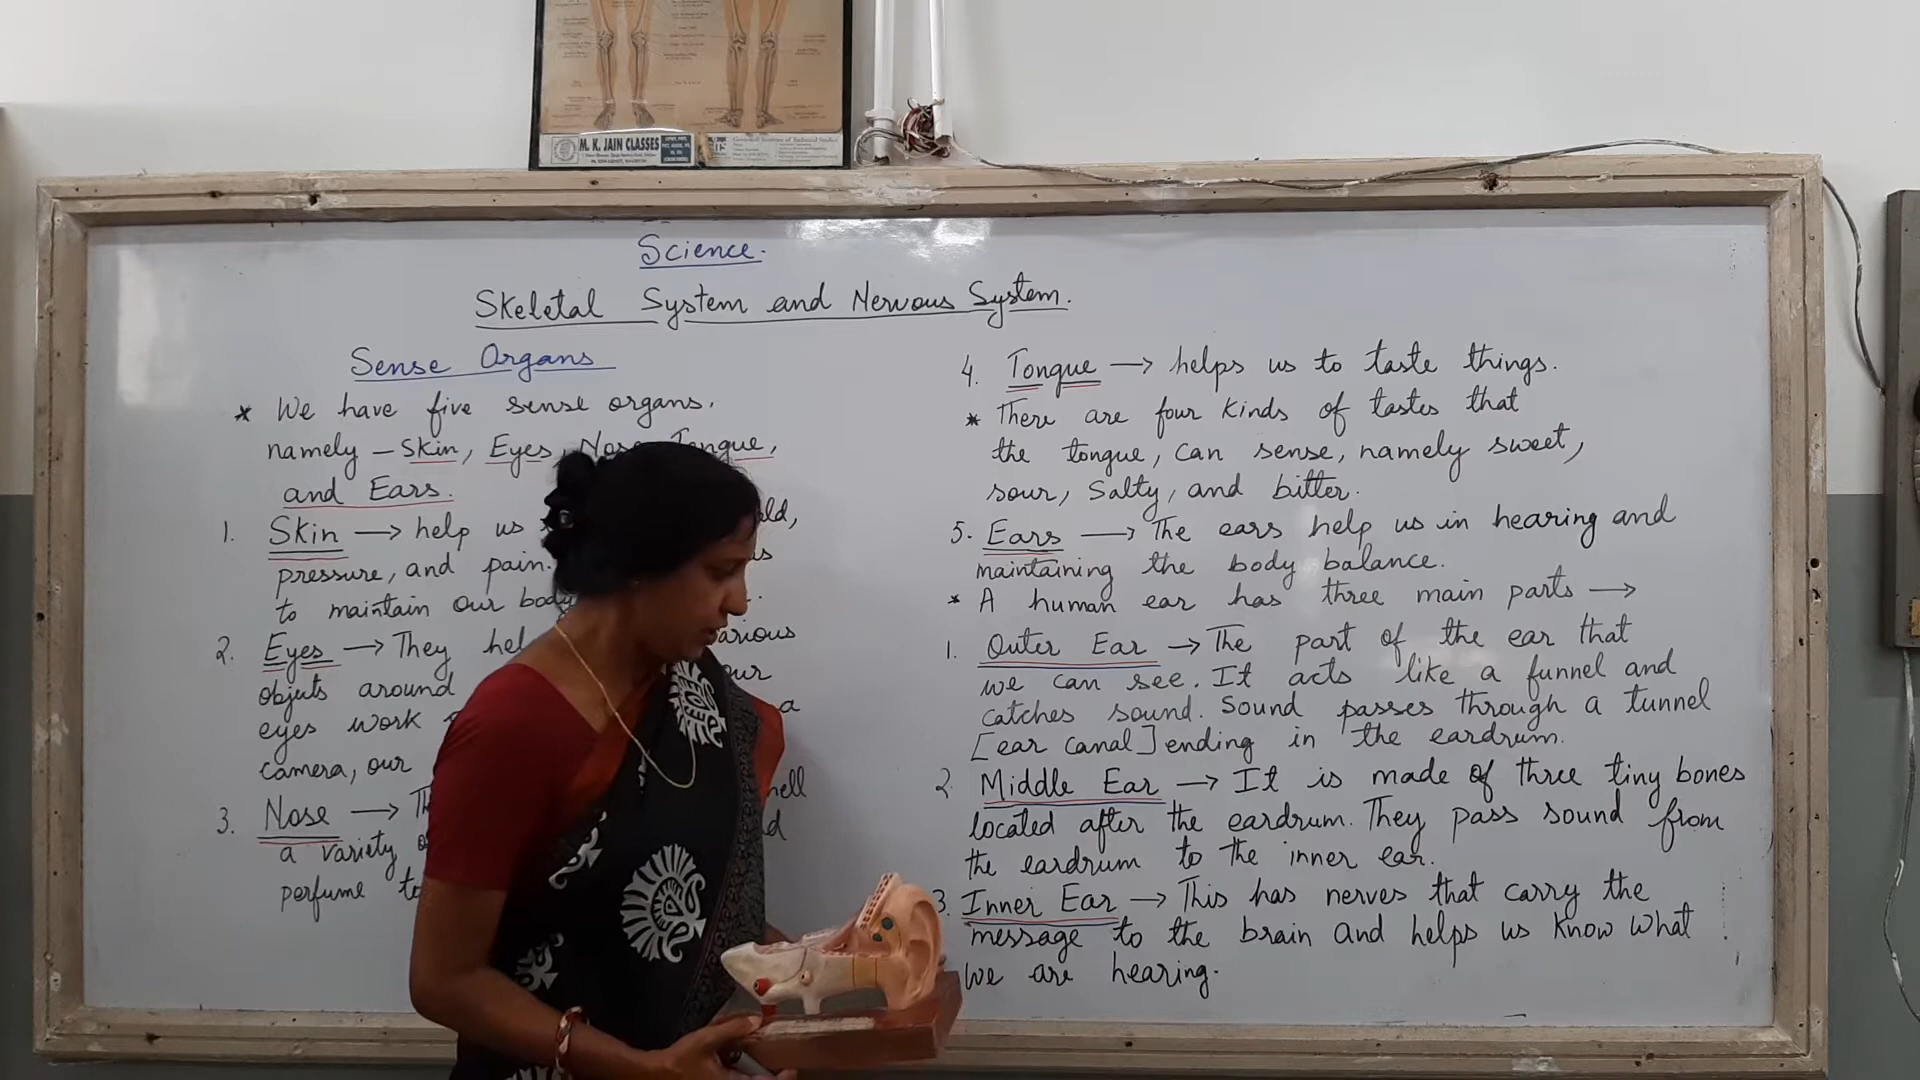 M. K. JAIN CLASSES
Science.
Skeletal System and Nervous System.
Sense Organs
* We have five sense organs,
namely – Skin, Eyes, Nose, Tongue,
and Ears.
1. Skin → help us
pressure, and pain.
to maintain our body
2. Eyes → They hel various
objuts around our
eyes work a
camera, our
3. Nose →
a variety
perfume to
4. Tongue → helps us to taste things.
* There are four kinds of tastes that
the tongue, can sense, namely sweet,
sour, salty, and bitter.
5. Ears → The ears help us in hearing and
maintaining the body balance.
* A human ear has three main parts →
1. Outer Ear → The part of the ear that
we can see. It acts like a funnel and
catches sound. Sound passes through a tunnel
[ear canal] ending in the eardrum.
2. Middle Ear → It is made of three tiny bones
located after the eardrum. They pass sound from
the eardrum to the inner ear.
3. Inner Ear → This has nerves that carry the
message to the brain and helps us know what
we are hearing.